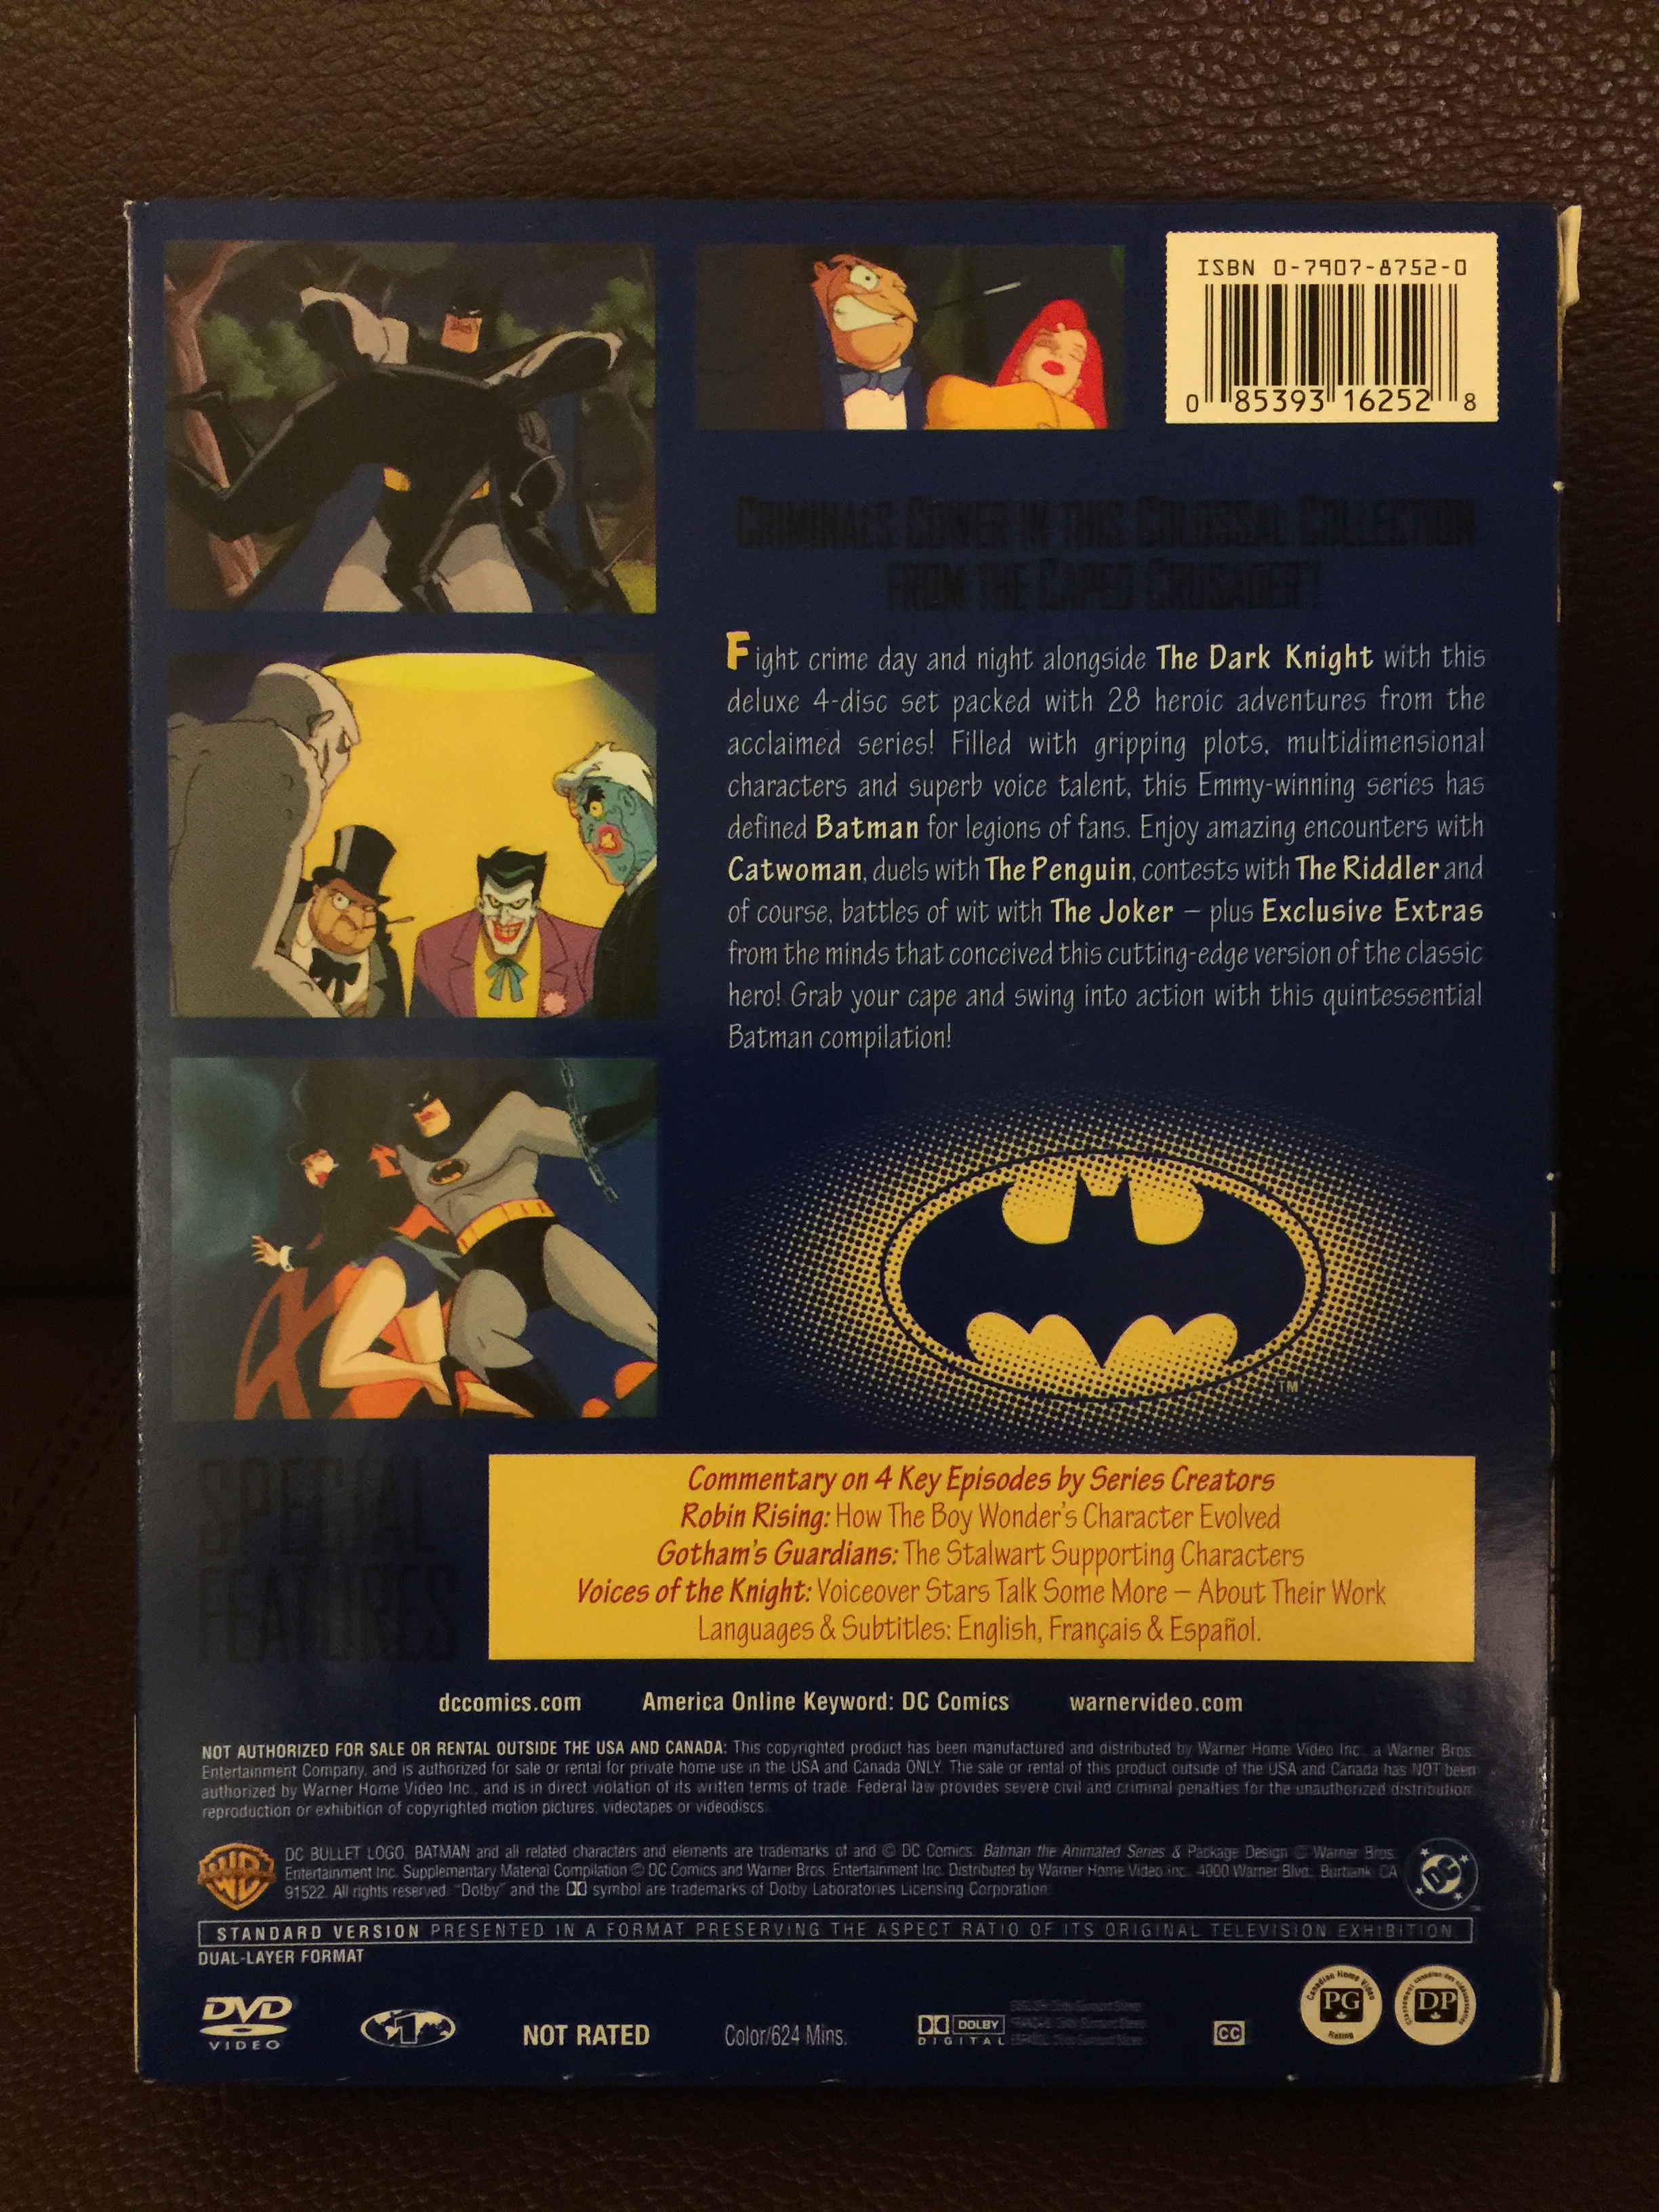 ISBN 0-7907-8752-0
0 85393 16252 8
CRIMINALS COWER IN THIS COLOSSAL COLLECTION
FROM THE CAPED CRUSADER!
Fight crime day and night alongside The Dark Knight with this
deluxe 4-disc set packed with 28 heroic adventures from the
acclaimed series! Filled with gripping plots, multidimensional
characters and superb voice talent, this Emmy-winning series has
defined Batman for legions of fans. Enjoy amazing encounters with
Catwoman, duels with The Penguin, contests with The Riddler and
of course, battles of wit with The Joker – plus Exclusive Extras
from the minds that conceived this cutting-edge version of the classic
hero! Grab your cape and swing into action with this quintessential
Batman compilation!
TM
SPECIAL
FEATURES
Commentary on 4 Key Episodes by Series Creators
Robin Rising: How The Boy Wonder's Character Evolved
Gotham's Guardians: The Stalwart Supporting Characters
Voices of the Knight: Voiceover Stars Talk Some More – About Their Work
Languages & Subtitles: English, Français & Español.
dccomics.com America Online Keyword: DC Comics warnervideo.com
NOT AUTHORIZED FOR SALE OR RENTAL OUTSIDE THE USA AND CANADA: This copyrighted product has been manufactured and distributed by Warner Home Video Inc., a Warner Bros.
Entertainment Company, and is authorized for sale or rental for private home use in the USA and Canada ONLY. The sale or rental of this product outside of the USA and Canada has NOT been
authorized by Warner Home Video Inc., and is in direct violation of its written terms of trade. Federal law provides severe civil and criminal penalties for the unauthorized distribution,
reproduction or exhibition of copyrighted motion pictures, videotapes or videodiscs.
WB
DC BULLET LOGO, BATMAN and all related characters and elements are trademarks of and © DC Comics. Batman the Animated Series & Package Design © Warner Bros.
Entertainment Inc. Supplementary Material Compilation © DC Comics and Warner Bros. Entertainment Inc. Distributed by Warner Home Video Inc., 4000 Warner Blvd., Burbank, CA
91522. All rights reserved. "Dolby" and the DD symbol are trademarks of Dolby Laboratories Licensing Corporation.
DC
STANDARD VERSION PRESENTED IN A FORMAT PRESERVING THE ASPECT RATIO OF ITS ORIGINAL TELEVISION EXHIBITION.
DUAL-LAYER FORMAT
DVD
VIDEO
1
NOT RATED
Color/624 Mins.
DOLBY
DIGITAL
CC
Canadian Home Video
PG
Rating
DP